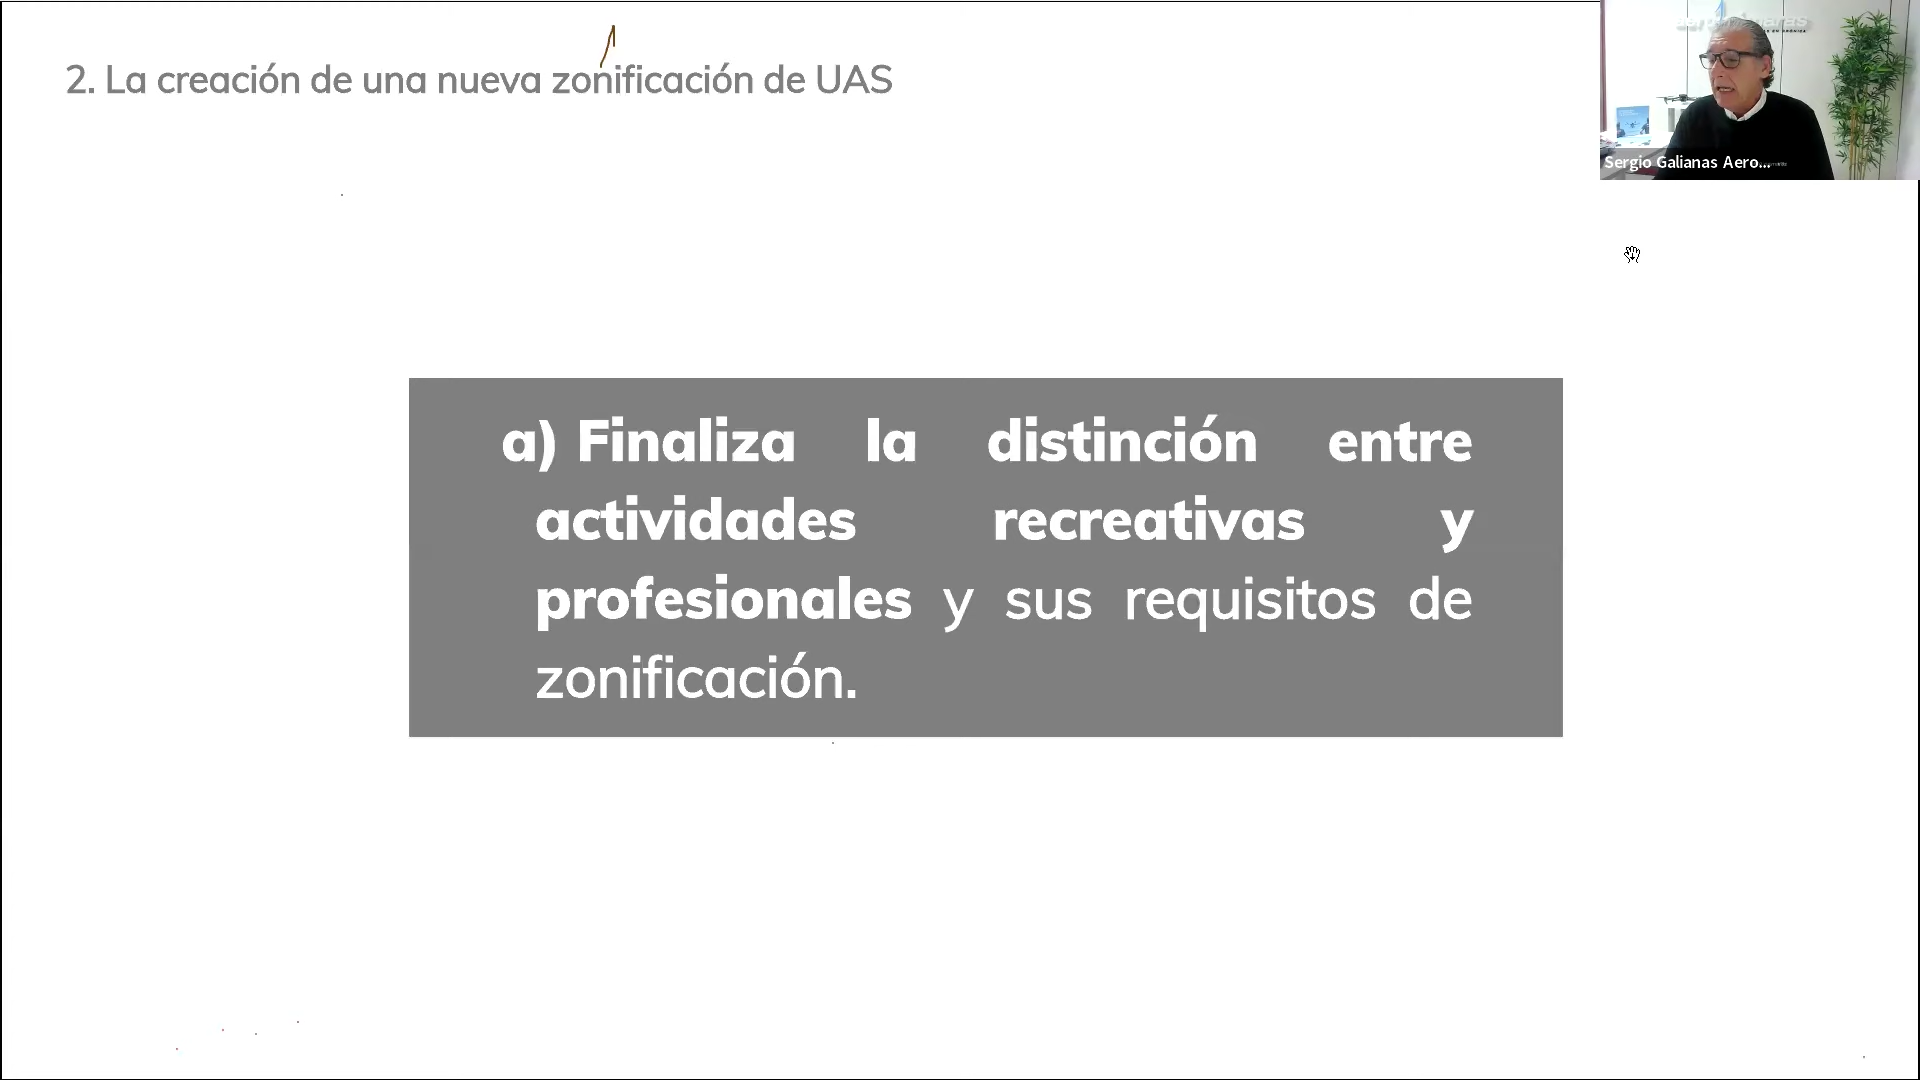 2. La creación de una nueva zonificación de UAS
Sergio Galianas Aero...
a) Finaliza la distinción entre
actividades recreativas y
profesionales y sus requisitos de
zonificación.